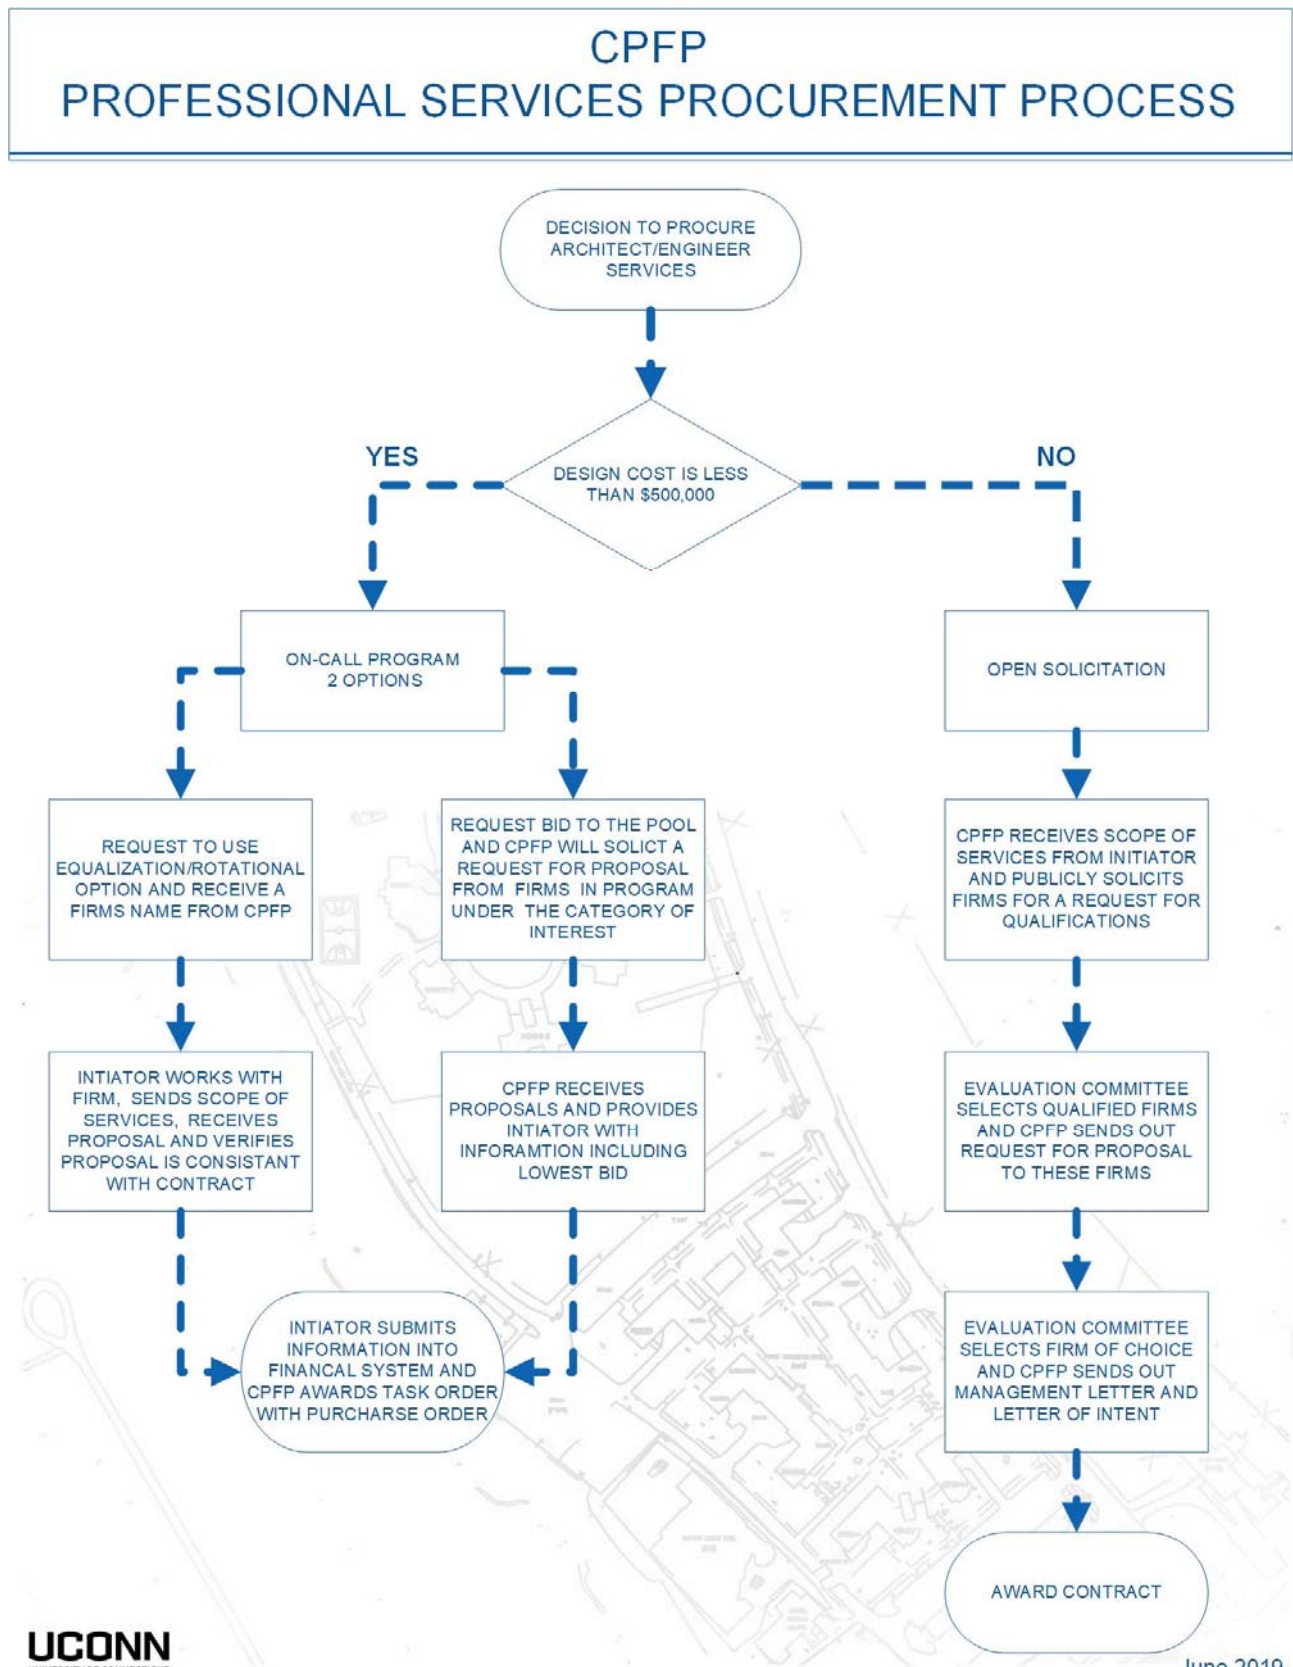 CPFP
PROFESSIONAL SERVICES PROCUREMENT PROCESS
DECISION TO PROCURE
ARCHITECT/ENGINEER
SERVICES
DESIGN COST IS LESS
THAN $500,000
YES
NO
ON-CALL PROGRAM
2 OPTIONS
OPEN SOLICITATION
REQUEST TO USE
EQUALIZATION/ROTATIONAL
OPTION AND RECEIVE A
FIRMS NAME FROM CPFP
REQUEST BID TO THE POOL
AND CPFP WILL SOLICT A
REQUEST FOR PROPOSAL
FROM FIRMS IN PROGRAM
UNDER THE CATEGORY OF
INTEREST
CPFP RECEIVES SCOPE OF
SERVICES FROM INITIATOR
AND PUBLICLY SOLICITS
FIRMS FOR A REQUEST FOR
QUALIFICATIONS
INTIATOR WORKS WITH
FIRM, SENDS SCOPE OF
SERVICES, RECEIVES
PROPOSAL AND VERIFIES
PROPOSAL IS CONSISTANT
WITH CONTRACT
CPFP RECEIVES
PROPOSALS AND PROVIDES
INTIATOR WITH
INFORAMTION INCLUDING
LOWEST BID
EVALUATION COMMITTEE
SELECTS QUALIFIED FIRMS
AND CPFP SENDS OUT
REQUEST FOR PROPOSAL
TO THESE FIRMS
INTIATOR SUBMITS
INFORMATION INTO
FINANCAL SYSTEM AND
CPFP AWARDS TASK ORDER
WITH PURCHARSE ORDER
EVALUATION COMMITTEE
SELECTS FIRM OF CHOICE
AND CPFP SENDS OUT
MANAGEMENT LETTER AND
LETTER OF INTENT
AWARD CONTRACT
UCONN
June 2019